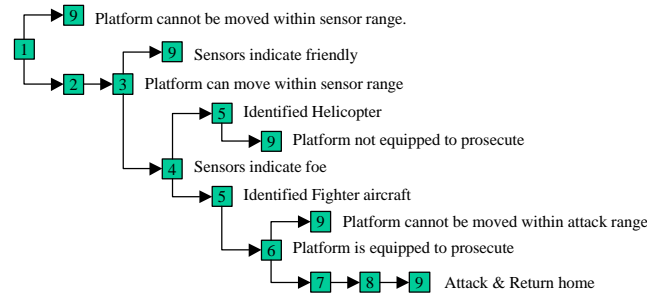 9 Platform cannot be moved within sensor range.
1
9 Sensors indicate friendly
2 3 Platform can move within sensor range
5 Identified Helicopter
9 Platform not equipped to prosecute
4 Sensors indicate foe
5 Identified Fighter aircraft
9 Platform cannot be moved within attack range
6 Platform is equipped to prosecute
7 8 9 Attack & Return home